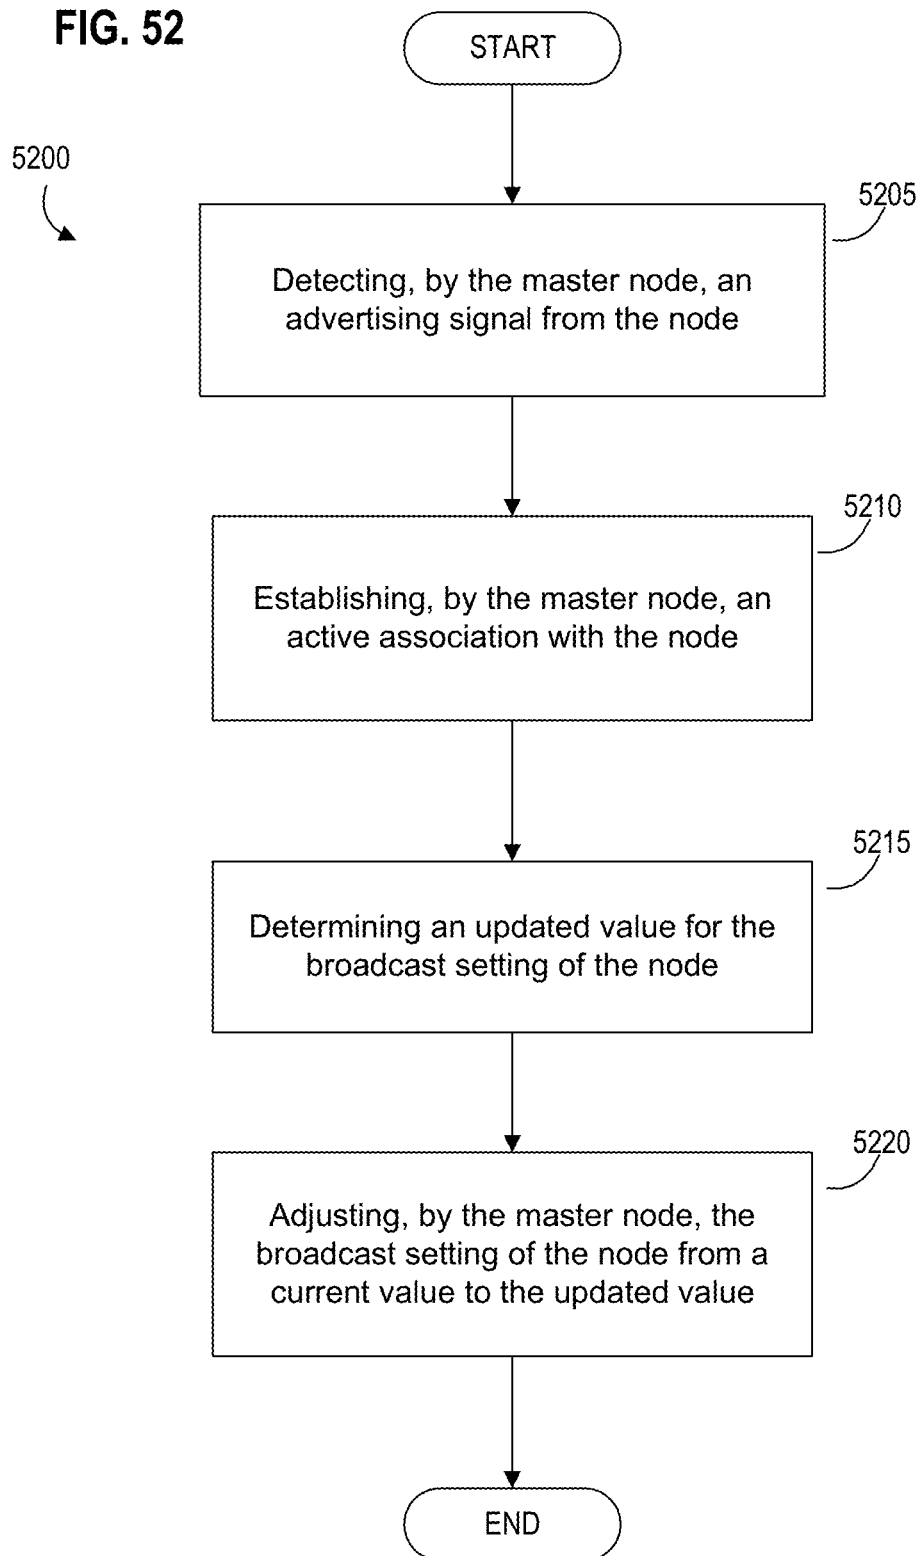 FIG. 52
START
5200
5205
Detecting, by the master node, an
advertising signal from the node
5210
Establishing, by the master node, an
active association with the node
5215
Determining an updated value for the
broadcast setting of the node
5220
Adjusting, by the master node, the
broadcast setting of the node from a
current value to the updated value
END